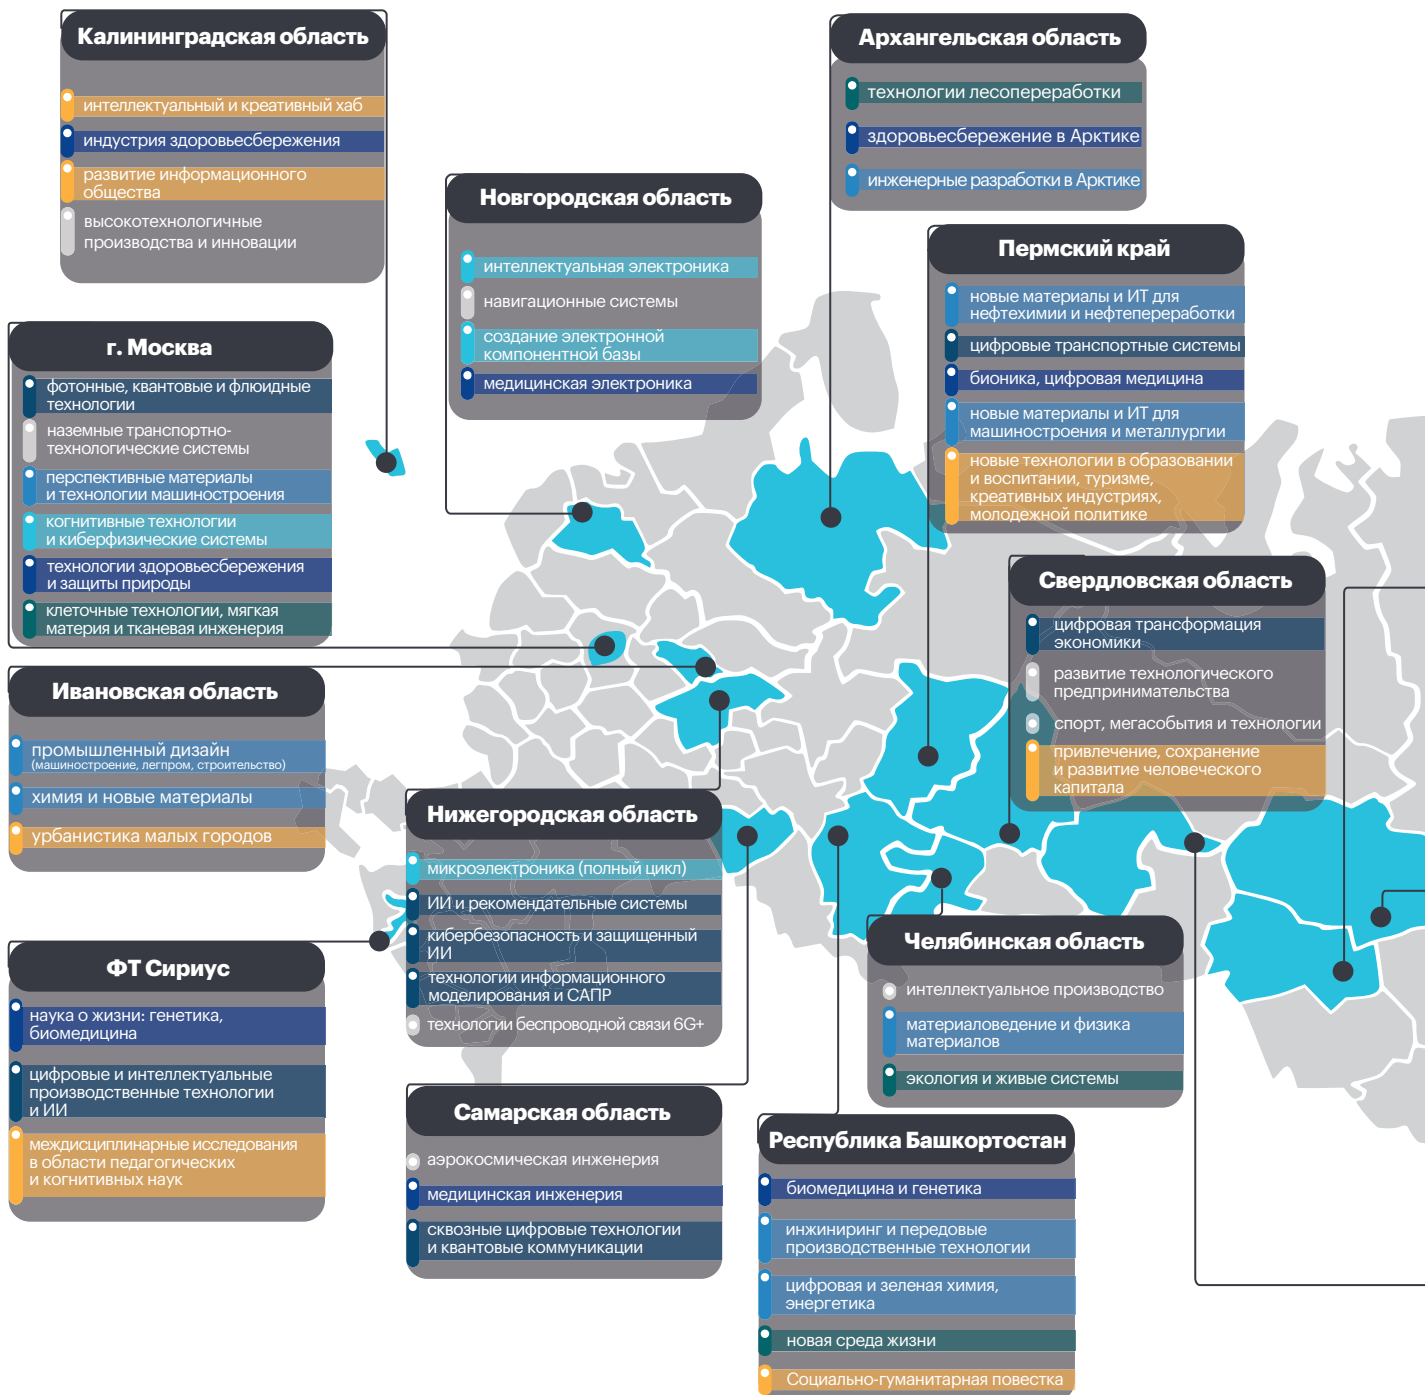 Калининградская область
интеллектуальный и креативный хаб
индустрия здоровьесбережения
развитие информационного
общества
высокотехнологичные
производства и инновации
Архангельская область
технологии лесопереработки
здоровьесбережение в Арктике
инженерные разработки в Арктике
Новгородская область
интеллектуальная электроника
навигационные системы
создание электронной
компонентной базы
медицинская электроника
Пермский край
новые материалы и ИТ для
нефтехимии и нефтепереработки
цифровые транспортные системы
бионика, цифровая медицина
новые материалы и ИТ для
машиностроения и металлургии
новые технологии в образовании
и воспитании, туризме,
креативных индустриях,
молодежной политике
г. Москва
фотонные, квантовые и флюидные
технологии
наземные транспортно-
технологические системы
перспективные материалы
и технологии машиностроения
когнитивные технологии
и киберфизические системы
технологии здоровьесбережения
и защиты природы
клеточные технологии, мягкая
материя и тканевая инженерия
Свердловская область
цифровая трансформация
экономики
развитие технологического
предпринимательства
спорт, мегасобытия и технологии
привлечение, сохранение
и развитие человеческого
капитала
Ивановская область
промышленный дизайн
(машиностроение, легпром, строительство)
химия и новые материалы
урбанистика малых городов
Нижегородская область
микроэлектроника (полный цикл)
ИИ и рекомендательные системы
кибербезопасность и защищенный
ИИ
технологии информационного
моделирования и САПР
технологии беспроводной связи 6G+
Челябинская область
интеллектуальное производство
материаловедение и физика
материалов
экология и живые системы
ФТ Сириус
наука о жизни: генетика,
биомедицина
цифровые и интеллектуальные
производственные технологии
и ИИ
междисциплинарные исследования
в области педагогических
и когнитивных наук
Самарская область
аэрокосмическая инженерия
медицинская инженерия
сквозные цифровые технологии
и квантовые коммуникации
Республика Башкортостан
биомедицина и генетика
инжиниринг и передовые
производственные технологии
цифровая и зеленая химия,
энергетика
новая среда жизни
Социально-гуманитарная повестка